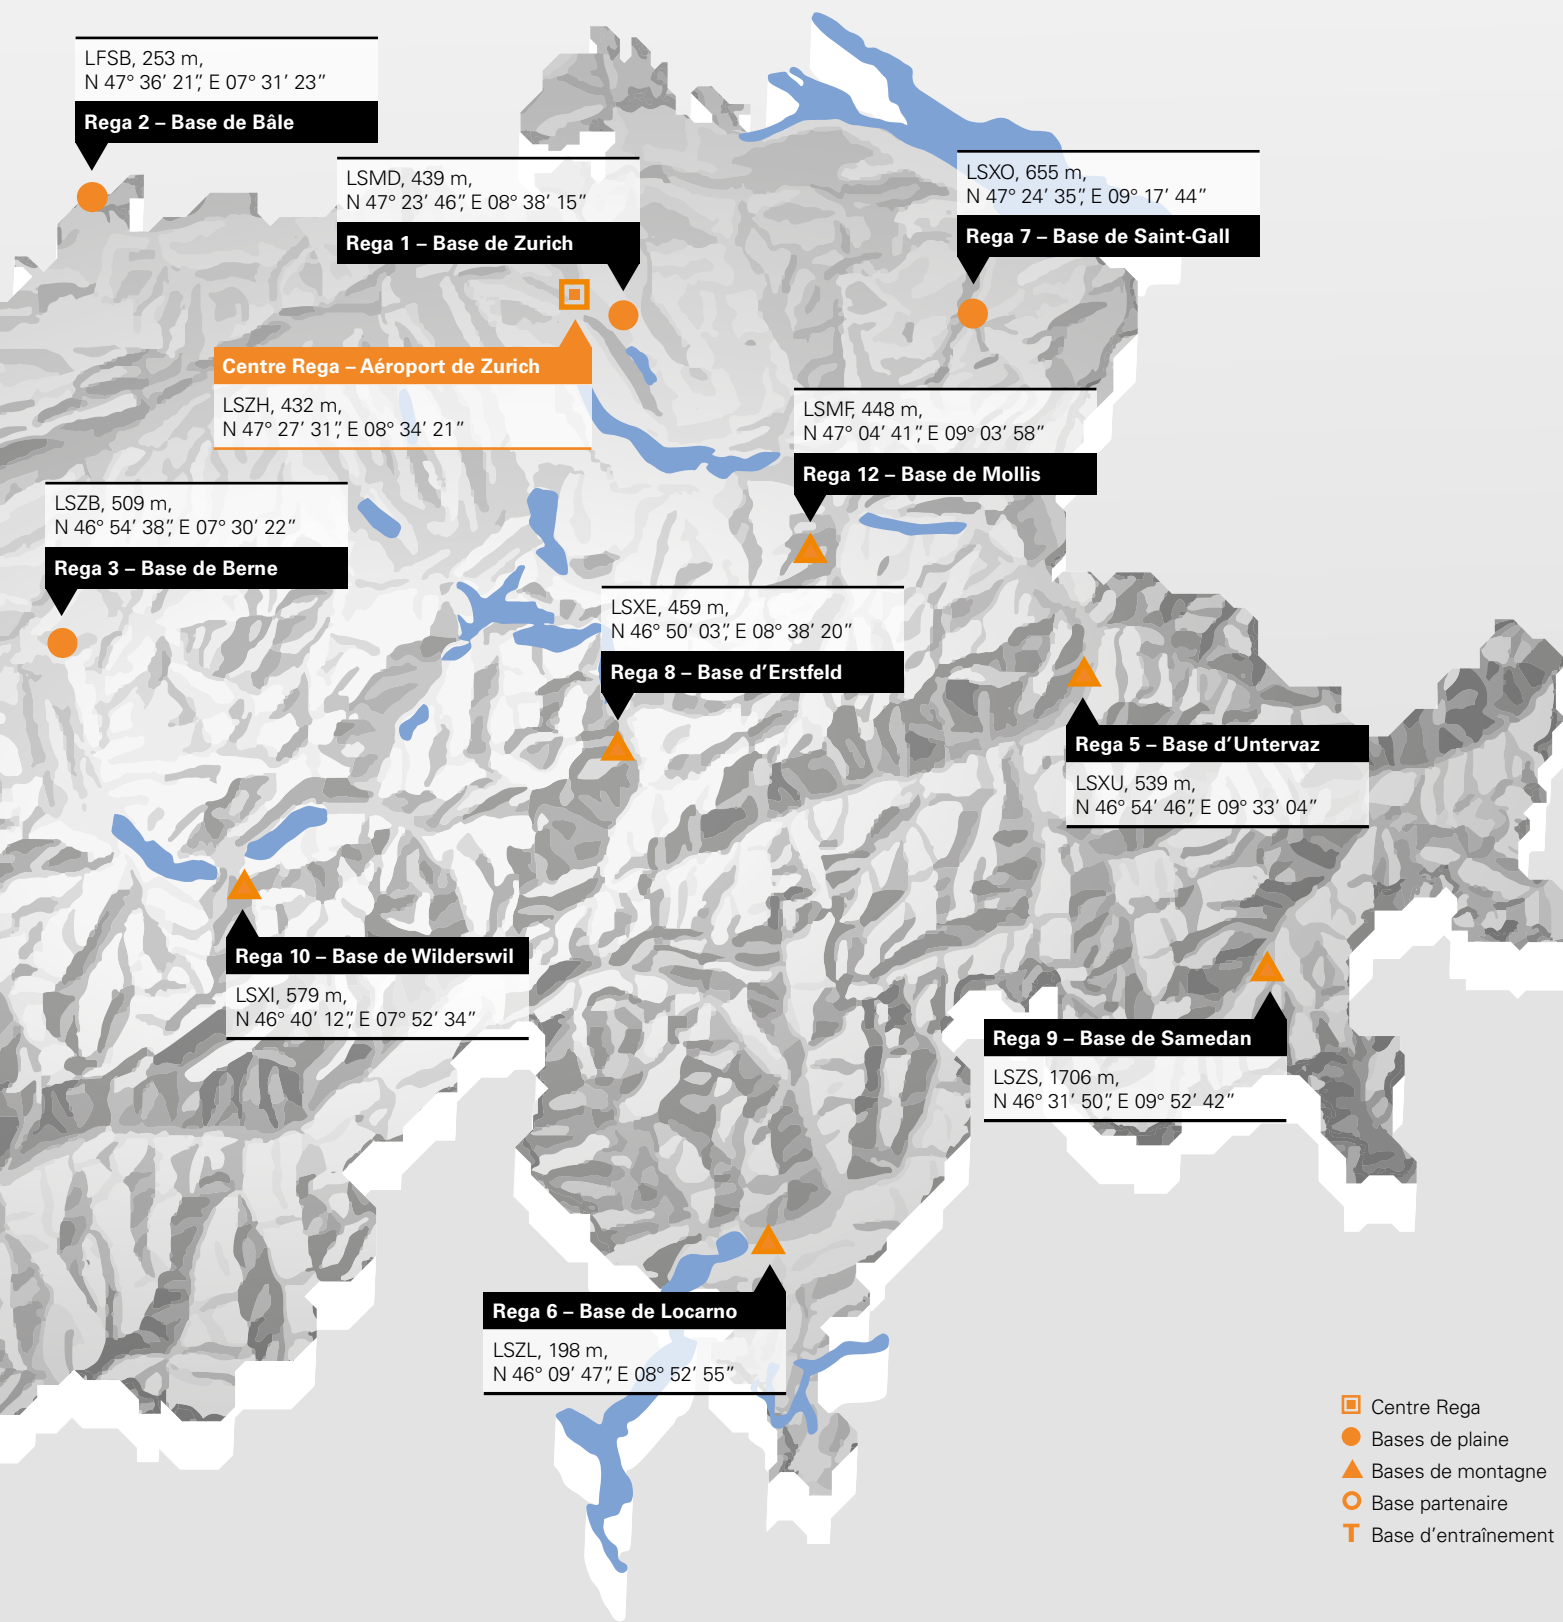 LFSB, 253 m,
N 47° 36′ 21″, E 07° 31′ 23″
Rega 2 – Base de Bâle
LSMD, 439 m,
N 47° 23′ 46″, E 08° 38′ 15″
Rega 1 – Base de Zurich
LSXO, 655 m,
N 47° 24′ 35″, E 09° 17′ 44″
Rega 7 – Base de Saint-Gall
Centre Rega – Aéroport de Zurich
LSZH, 432 m,
N 47° 27′ 31″, E 08° 34′ 21″
LSMF, 448 m,
N 47° 04′ 41″, E 09° 03′ 58″
Rega 12 – Base de Mollis
LSZB, 509 m,
N 46° 54′ 38″, E 07° 30′ 22″
Rega 3 – Base de Berne
LSXE, 459 m,
N 46° 50′ 03″, E 08° 38′ 20″
Rega 8 – Base d’Erstfeld
Rega 5 – Base d’Untervaz
LSXU, 539 m,
N 46° 54′ 46″, E 09° 33′ 04″
Rega 10 – Base de Wilderswil
LSXI, 579 m,
N 46° 40′ 12″, E 07° 52′ 34″
Rega 9 – Base de Samedan
LSZS, 1706 m,
N 46° 31′ 50″, E 09° 52′ 42″
Rega 6 – Base de Locarno
LSZL, 198 m,
N 46° 09′ 47″, E 08° 52′ 55″
Centre Rega
Bases de plaine
Bases de montagne
Base partenaire
T Base d’entraînement